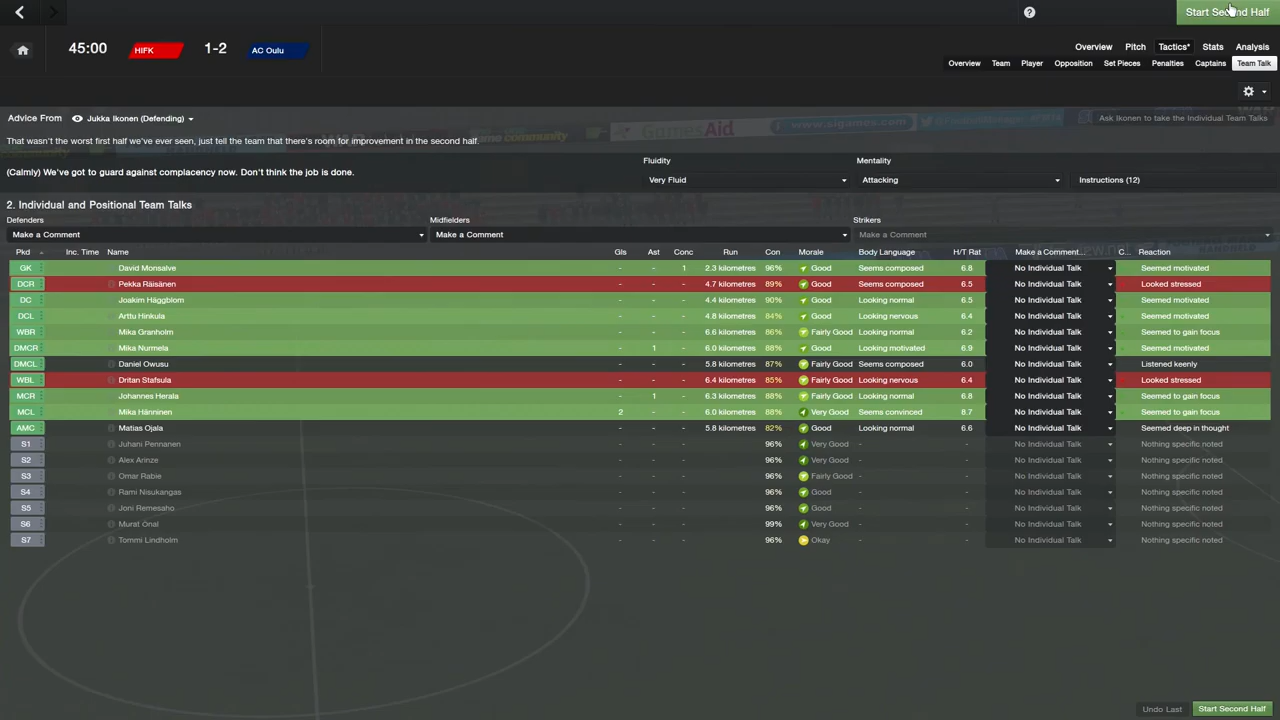 Start Second Half
45:00 HIFK 1-2 AC Oulu
Overview Pitch Tactics* Stats Analysis
Overview Team Player Opposition Set Pieces Penalties Captains Team Talk
Advice From Jukka Ikonen (Defending)
Ask Ikonen to take the Individual Team Talks
That wasn't the worst first half we've ever seen, just tell the team that there's room for improvement in the second half.
Fluidity Mentality
(Calmly) We've got to guard against complacency now. Don't think the job is done.
Very Fluid Attacking Instructions (12)
2. Individual and Positional Team Talks
Defenders Midfielders Strikers
Make a Comment Make a Comment Make a Comment
Pkd Inc. Time Name Gls Ast Conc Run Con Morale Body Language H/T Rat Make a Comment... C... Reaction
GK David Monsalve - - 1 2.3 kilometres 96% Good Seems composed 6.8 No Individual Talk Seemed motivated
DCR Pekka Räisänen - - - 4.7 kilometres 89% Good Seems composed 6.5 No Individual Talk Looked stressed
DC Joakim Häggblom - - - 4.4 kilometres 90% Good Looking normal 6.5 No Individual Talk Seemed motivated
DCL Arttu Hinkula - - - 4.8 kilometres 84% Good Looking nervous 6.4 No Individual Talk Seemed motivated
WBR Mika Granholm - - - 6.6 kilometres 86% Fairly Good Looking normal 6.2 No Individual Talk Seemed to gain focus
DMCR Mika Nurmela - 1 - 6.0 kilometres 88% Good Looking motivated 6.9 No Individual Talk Seemed motivated
DMCL Daniel Owusu - - - 5.8 kilometres 87% Fairly Good Seems composed 6.0 No Individual Talk Listened keenly
WBL Dritan Stafsula - - - 6.4 kilometres 85% Fairly Good Looking nervous 6.4 No Individual Talk Looked stressed
MCR Johannes Herala - 1 - 6.3 kilometres 88% Fairly Good Looking normal 6.8 No Individual Talk Seemed to gain focus
MCL Mika Hänninen 2 - - 6.0 kilometres 88% Very Good Seems convinced 8.7 No Individual Talk Seemed to gain focus
AMC Matias Ojala - - - 5.8 kilometres 82% Good Looking normal 6.6 No Individual Talk Seemed deep in thought
S1 Juhani Pennanen - - - - 96% Very Good - - No Individual Talk Nothing specific noted
S2 Alex Arinze - - - - 96% Very Good - - No Individual Talk Nothing specific noted
S3 Omar Rabie - - - - 96% Fairly Good - - No Individual Talk Nothing specific noted
S4 Rami Nisukangas - - - - 96% Good - - No Individual Talk Nothing specific noted
S5 Joni Remesaho - - - - 96% Good - - No Individual Talk Nothing specific noted
S6 Murat Önal - - - - 99% Very Good - - No Individual Talk Nothing specific noted
S7 Tommi Lindholm - - - - 96% Okay - - No Individual Talk Nothing specific noted
Undo Last Start Second Half
GamesAid www.sigames.com
community